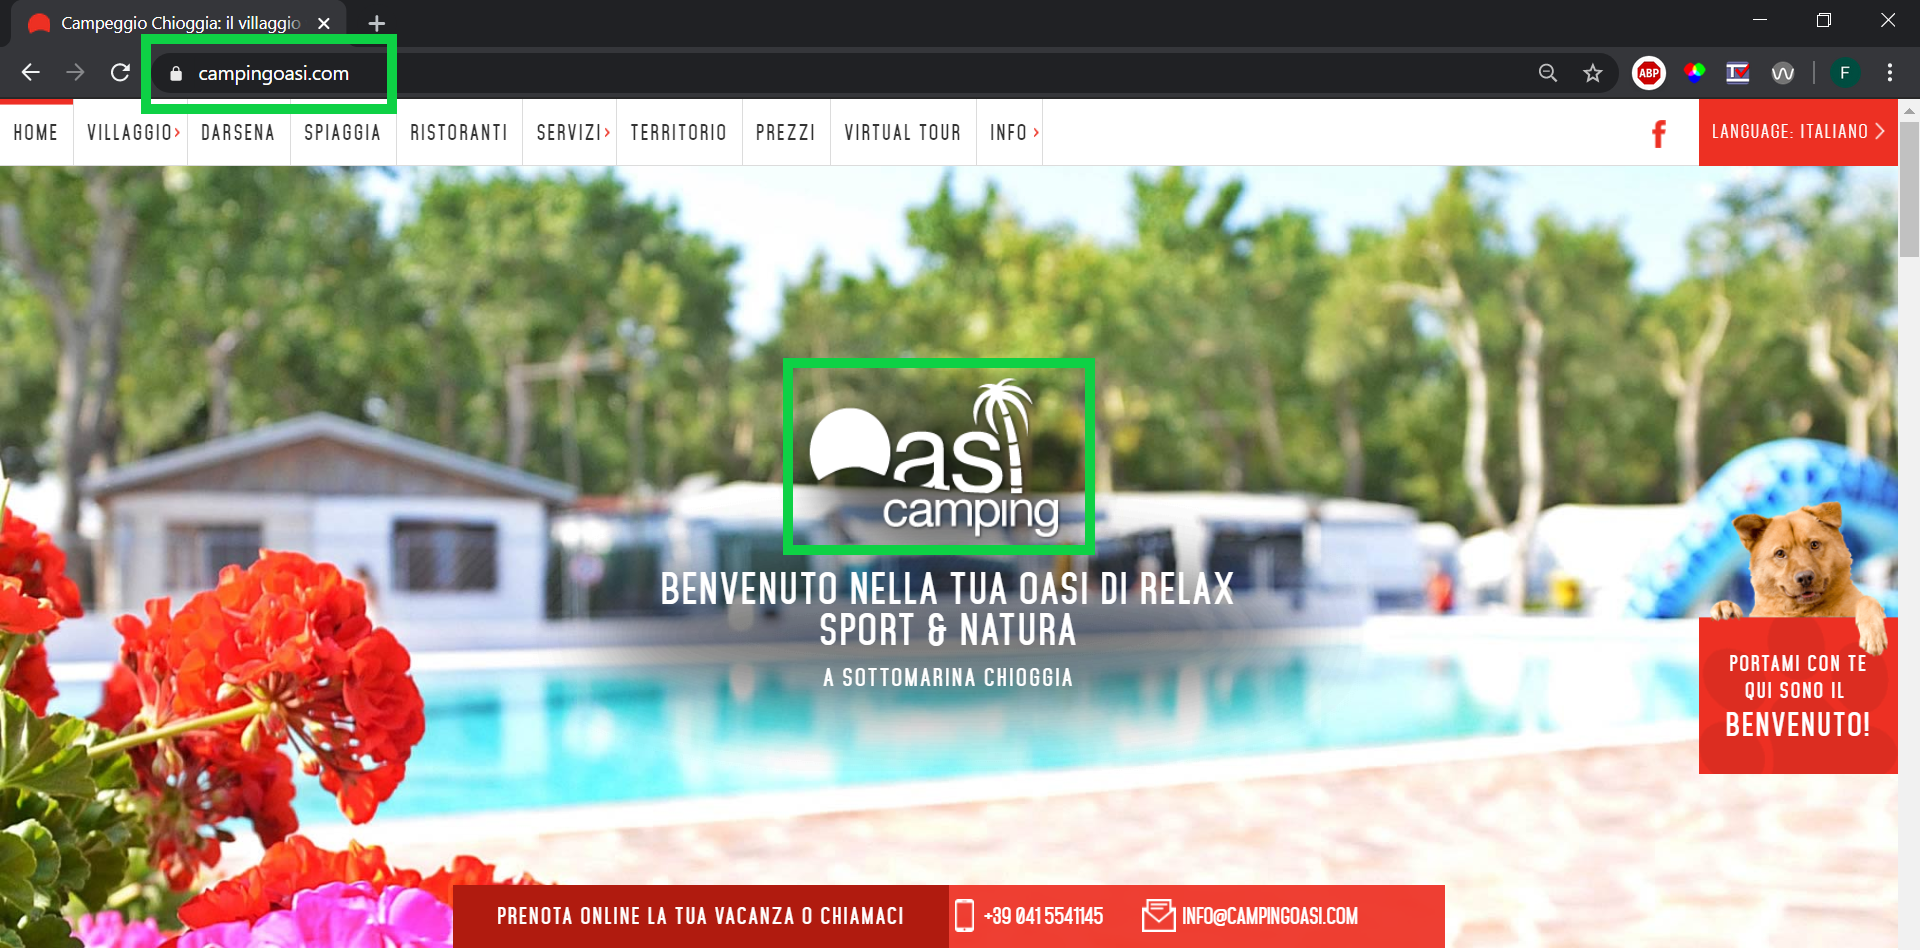 Campeggio Chioggia: il villaggio
campingoasi.com
ABP
F
HOME VILLAGGIO DARSENA SPIAGGIA RISTORANTI SERVIZI TERRITORIO PREZZI VIRTUAL TOUR INFO
f
LANGUAGE: ITALIANO
Oasi
camping
BENVENUTO NELLA TUA OASI DI RELAX
SPORT & NATURA
A SOTTOMARINA CHIOGGIA
PORTAMI CON TE
QUI SONO IL
BENVENUTO!
PRENOTA ONLINE LA TUA VACANZA O CHIAMACI +39 041 5541145 INFO@CAMPINGOASI.COM